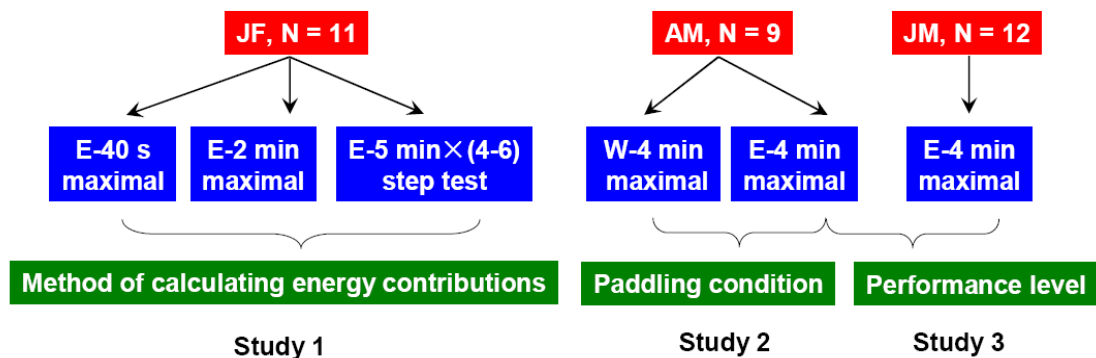 JF, N = 11
AM, N = 9
JM, N = 12
E-40 s
maximal
E-2 min
maximal
E-5 min×(4-6)
step test
W-4 min
maximal
E-4 min
maximal
E-4 min
maximal
Method of calculating energy contributions
Paddling condition
Performance level
Study 1
Study 2
Study 3